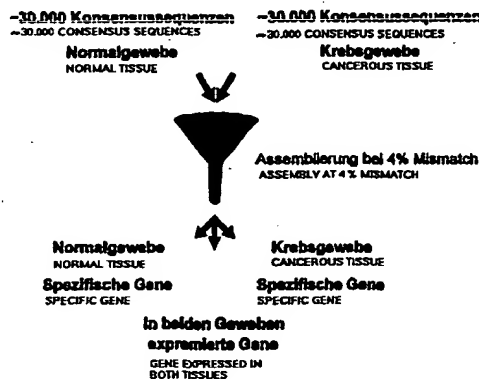 ~30.000 Konsensussequenzen
~30.000 CONSENSUS SEQUENCES
Normalgewebe
NORMAL TISSUE
~30.000 Konsensussequenzen
~30.000 CONSENSUS SEQUENCES
Krebsgewebe
CANCEROUS TISSUE
Assemblierung bei 4% Mismatch
ASSEMBLY AT 4 % MISMATCH
Normalgewebe
NORMAL TISSUE
Spezifische Gene
SPECIFIC GENE
Krebsgewebe
CANCEROUS TISSUE
Spezifische Gene
SPECIFIC GENE
In beiden Geweben
expremierte Gene
GENE EXPRESSED IN
BOTH TISSUES